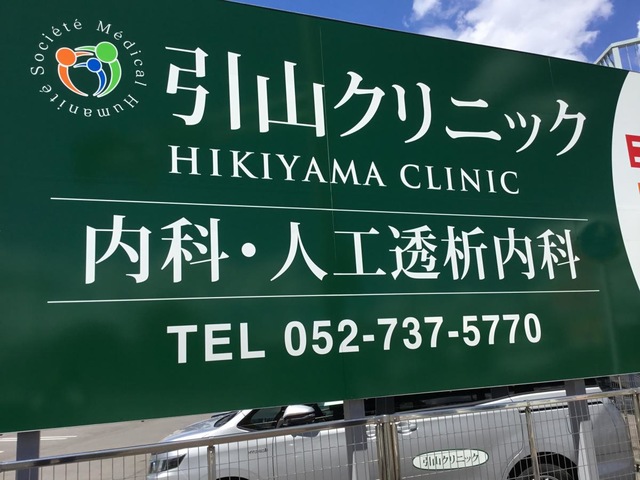 Société Médical Humanité
引山クリニック
HIKIYAMA CLINIC
内科・人工透析内科
TEL 052-737-5770
引山クリニック